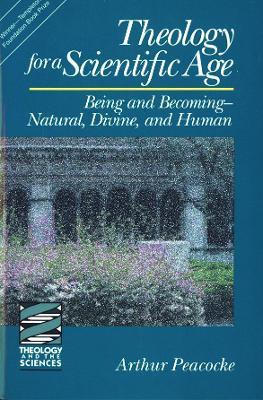 Winner—Templeton
Foundation Book Prize
Theology
for a Scientific Age
Being and Becoming—
Natural, Divine, and Human
THEOLOGY
AND THE
SCIENCES
Arthur Peacocke